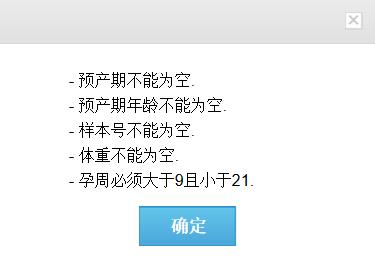 - 预产期不能为空.
- 预产期年龄不能为空.
- 样本号不能为空.
- 体重不能为空.
- 孕周必须大于9且小于21.
确定